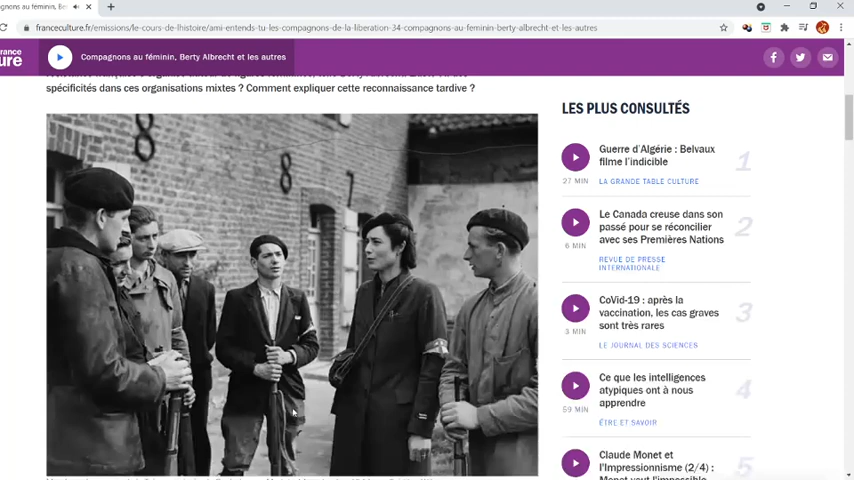 agnons au féminin, Be
franceculture.fr/emissions/le-cours-de-lhistoire/ami-entends-tu-les-compagnons-de-la-liberation-34-compagnons-au-feminin-berty-albrecht-et-les-autres
rance
ure
Compagnons au féminin, Berty Albrecht et les autres
spécificités dans ces organisations mixtes ? Comment expliquer cette reconnaissance tardive ?
LES PLUS CONSULTÉS
Guerre d'Algérie : Belvaux
filme l'indicible
1
27 MIN
LA GRANDE TABLE CULTURE
Le Canada creuse dans son
passé pour se réconcilier
avec ses Premières Nations
2
6 MIN
REVUE DE PRESSE
INTERNATIONALE
CoViD-19 : après la
vaccination, les cas graves
sont très rares
3
3 MIN
LE JOURNAL DES SCIENCES
Ce que les intelligences
atypiques ont à nous
apprendre
4
59 MIN
ÊTRE ET SAVOIR
Claude Monet et
l'Impressionnisme (2/4) :
5
8
8